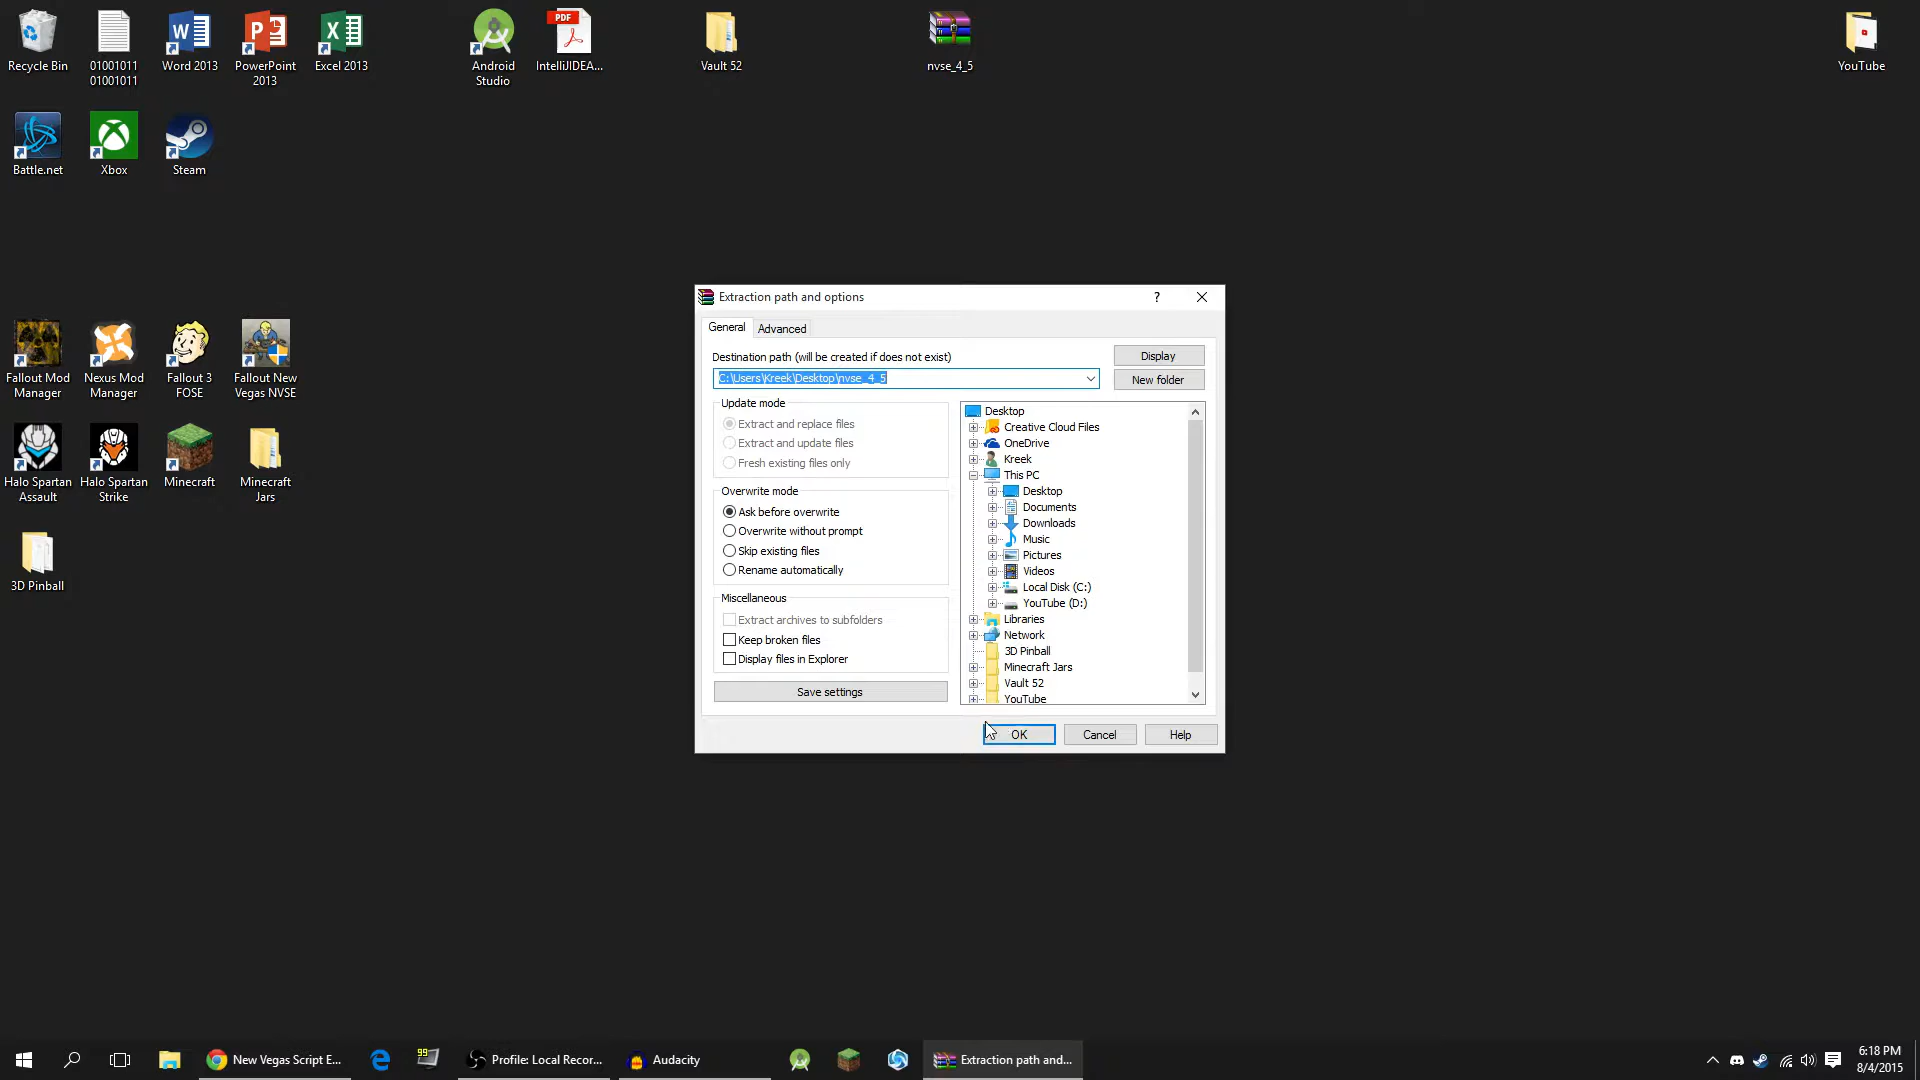 Recycle Bin
01001011
01001011
Word 2013
PowerPoint
2013
Excel 2013
Android
Studio
PDF
IntelliJIDEA...
Vault 52
nvse_4_5
YouTube
Battle.net
Xbox
Steam
Fallout Mod
Manager
Nexus Mod
Manager
Fallout 3
FOSE
Fallout New
Vegas NVSE
Halo Spartan
Assault
Halo Spartan
Strike
Minecraft
Minecraft
Jars
3D Pinball
Extraction path and options
?
General
Advanced
Destination path (will be created if does not exist)
C:\Users\Kreek\Desktop\nvse_4_5
Display
New folder
Update mode
Extract and replace files
Extract and update files
Fresh existing files only
Overwrite mode
Ask before overwrite
Overwrite without prompt
Skip existing files
Rename automatically
Miscellaneous
Extract archives to subfolders
Keep broken files
Display files in Explorer
Save settings
Desktop
Creative Cloud Files
OneDrive
Kreek
This PC
Desktop
Documents
Downloads
Music
Pictures
Videos
Local Disk (C:)
YouTube (D:)
Libraries
Network
3D Pinball
Minecraft Jars
Vault 52
YouTube
OK
Cancel
Help
New Vegas Script E...
99
Profile: Local Recor...
Audacity
Extraction path and...
6:18 PM
8/4/2015